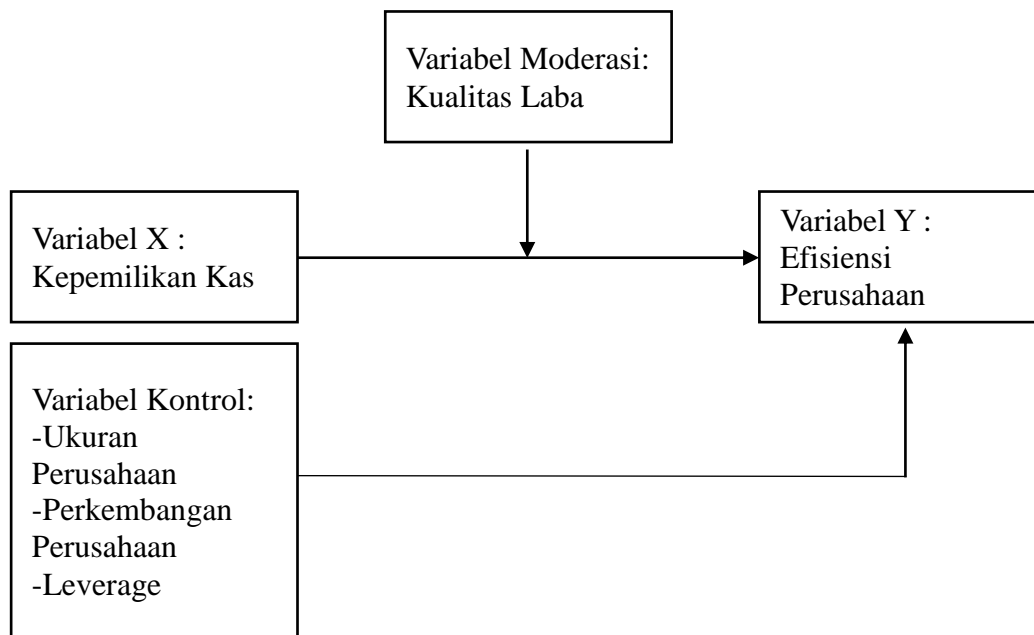 Variabel Moderasi:
Kualitas Laba
Variabel X :
Kepemilikan Kas
Variabel Y :
Efisiensi
Perusahaan
Variabel Kontrol:
-Ukuran
Perusahaan
-Perkembangan
Perusahaan
-Leverage